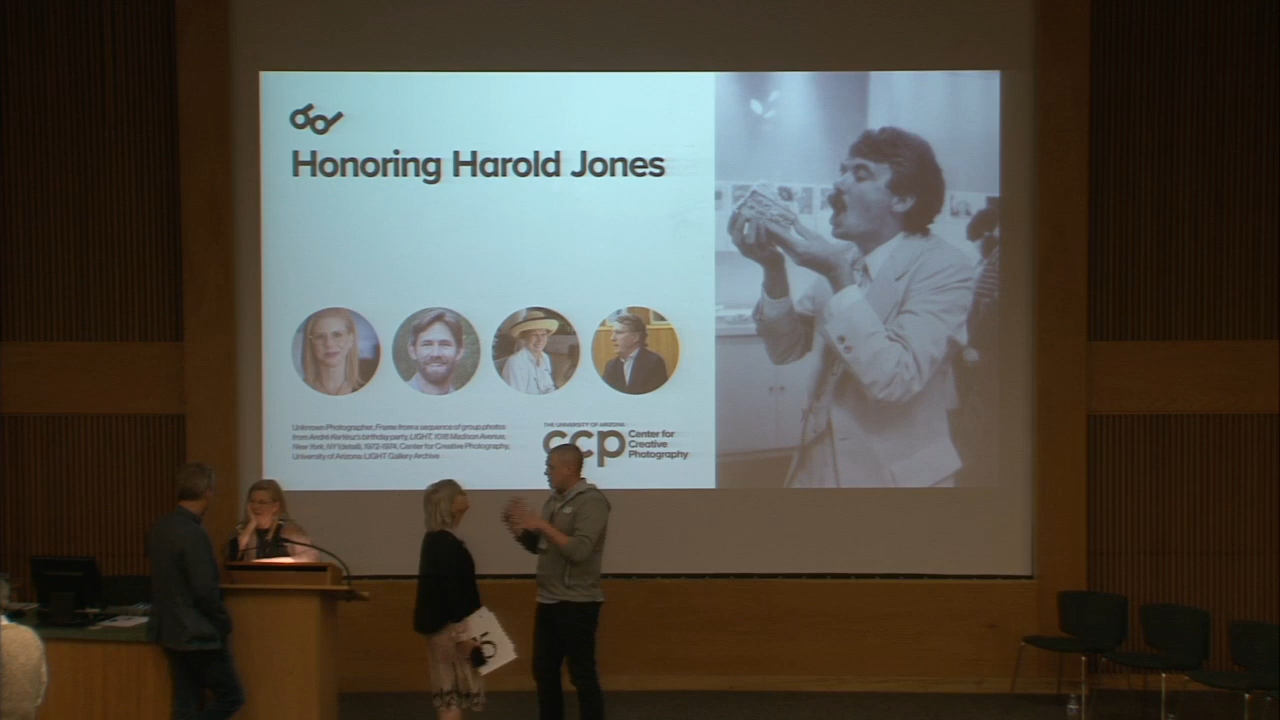 Honoring Harold Jones
Unknown Photographer, Frame from a sequence of group photos
from André Kertész's birthday party, LIGHT, 1018 Madison Avenue,
New York, NY (detail), 1972-1974, Center for Creative Photography,
University of Arizona: LIGHT Gallery Archive
THE UNIVERSITY OF ARIZONA
ccp
Center for
Creative
Photography